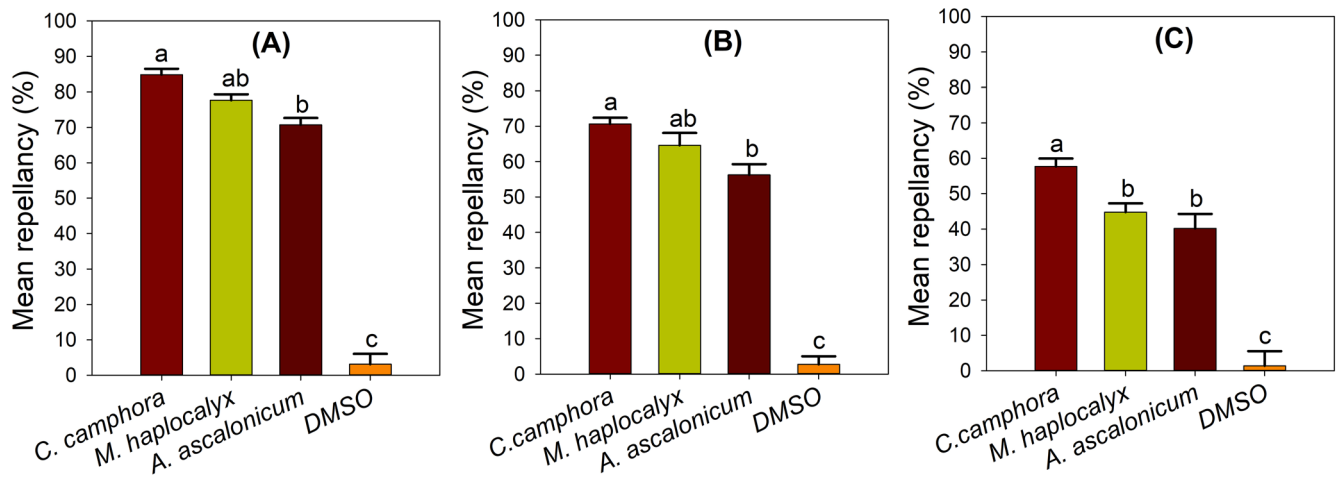 (A)
Mean repellancy (%)
100
90
80
70
60
50
40
30
20
10
0
a
ab
b
c
C. camphora
M. haplocalyx
A. ascalonicum
DMSO
(B)
Mean repellancy (%)
100
90
80
70
60
50
40
30
20
10
0
a
ab
b
c
C.camphora
M. haplocalyx
A. ascalonicum
DMSO
(C)
Mean repellancy (%)
100
90
80
70
60
50
40
30
20
10
0
a
b
b
c
C.camphora
M. haplocalyx
A. ascalonicum
DMSO